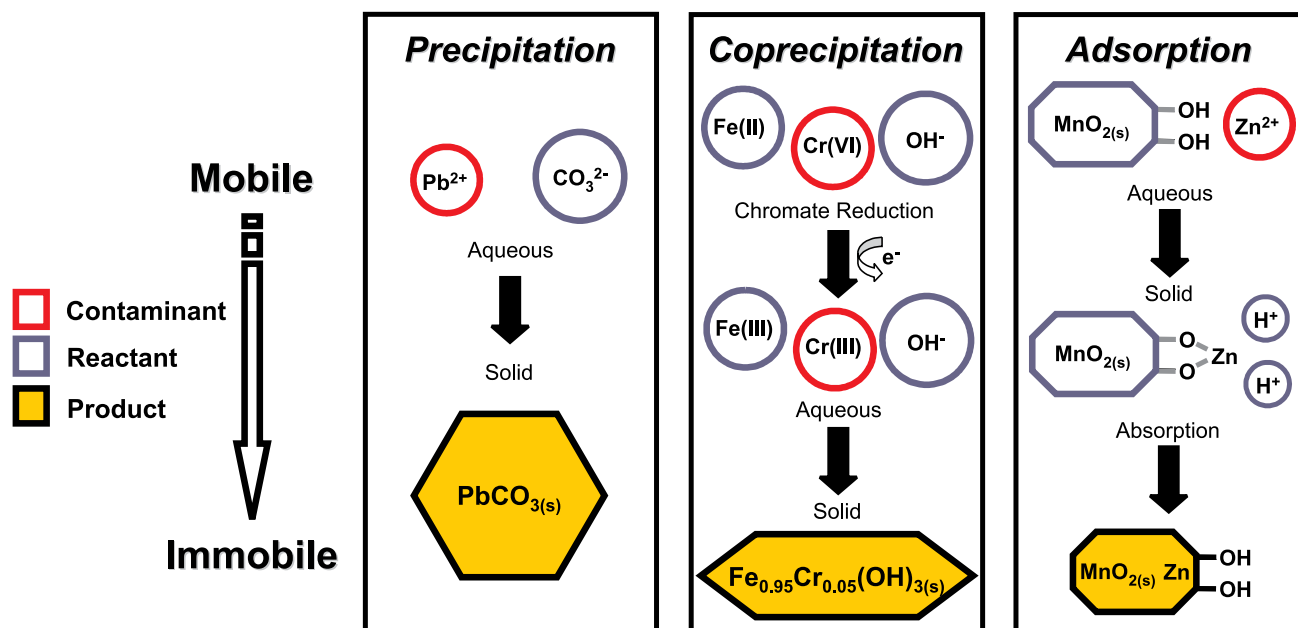 Mobile
Immobile
Contaminant
Reactant
Product
Precipitation
Pb²⁺
CO₃²⁻
Aqueous
Solid
PbCO₃₍ₛ₎
Coprecipitation
Fe(II)
Cr(VI)
OH-
Chromate Reduction
e⁻
Fe(III)
Cr(III)
OH-
Aqueous
Solid
Fe₀.₉₅Cr₀.₀₅(OH)₃₍ₛ₎
Adsorption
MnO₂₍ₛ₎
OH
OH
Zn²⁺
Aqueous
Solid
MnO₂₍ₛ₎
O
O
Zn
H⁺
H⁺
Absorption
MnO₂₍ₛ₎ Zn
OH
OH